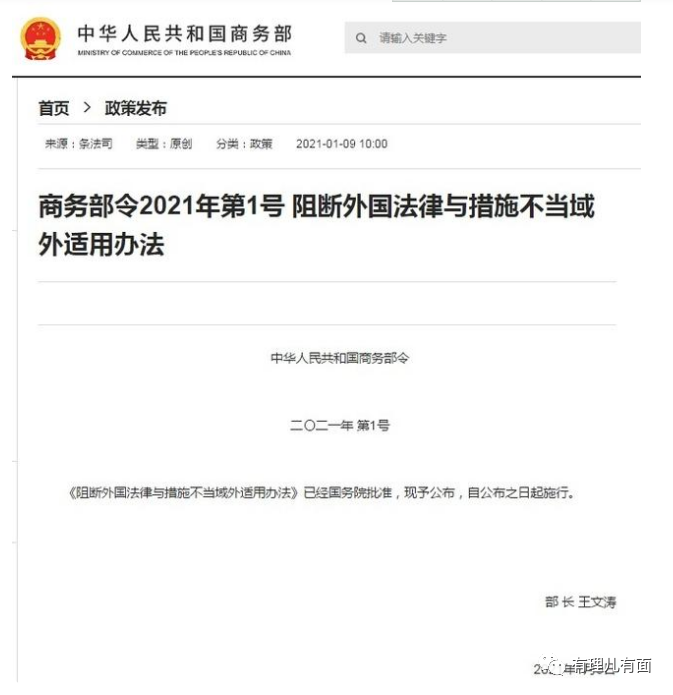 中华人民共和国商务部
MINISTRY OF COMMERCE OF THE PEOPLE'S REPUBLIC OF CHINA
请输入关键字
首页 > 政策发布
来源：条法司 类型：原创 分类：政策 2021-01-09 10:00
商务部令2021年第1号 阻断外国法律与措施不当域
外适用办法
中华人民共和国商务部令
二〇二一年 第1号
《阻断外国法律与措施不当域外适用办法》已经国务院批准，现予公布，自公布之日起施行。
部 长 王文涛
有理儿有面